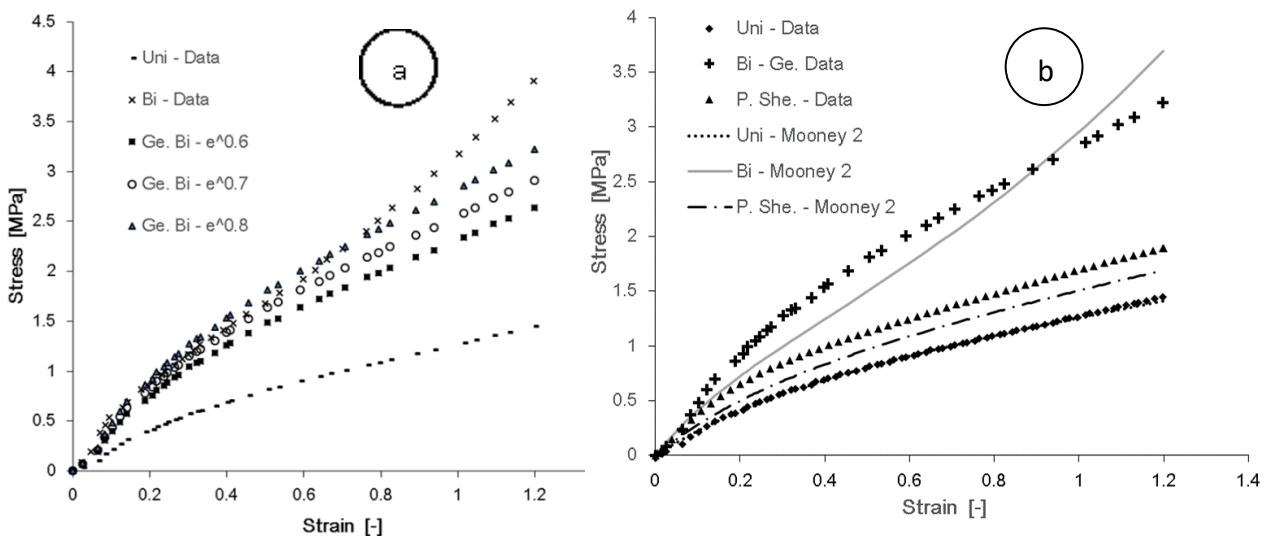 4.5
4
3.5
3
2.5
2
1.5
1
0.5
0
0 0.2 0.4 0.6 0.8 1 1.2
Stress [MPa]
Strain [-]
Uni - Data
Bi - Data
Ge. Bi - e^0.6
Ge. Bi - e^0.7
Ge. Bi - e^0.8
a
4
3.5
3
2.5
2
1.5
1
0.5
0
0 0.2 0.4 0.6 0.8 1 1.2 1.4
Stress [MPa]
Strain [-]
Uni - Data
Bi - Ge. Data
P. She. - Data
Uni - Mooney 2
Bi - Mooney 2
P. She. - Mooney 2
b